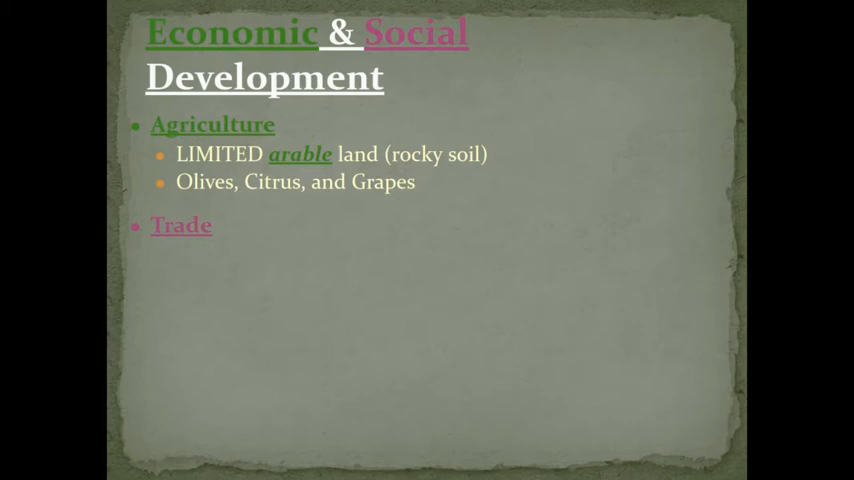 Economic & Social
Development
• Agriculture
• LIMITED arable land (rocky soil)
• Olives, Citrus, and Grapes
• Trade